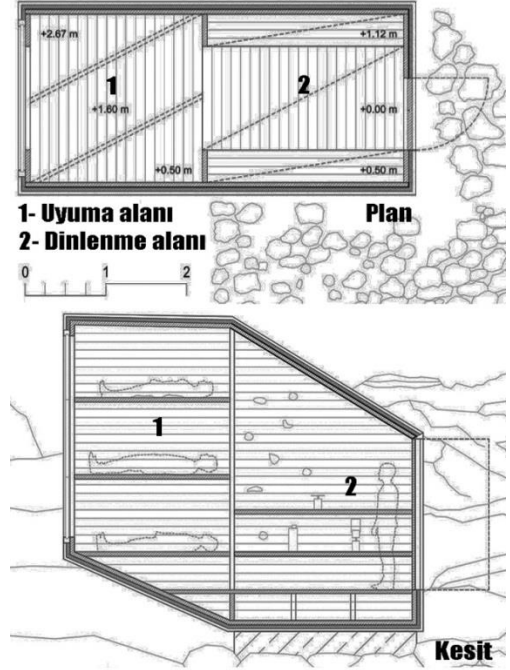 +2.67 m
+1.12 m
1
2
+1.60 m
+0.00 m
+0.50 m
+0.50 m
1- Uyuma alanı
Plan
2- Dinlenme alanı
0
1
2
1
2
Kesit